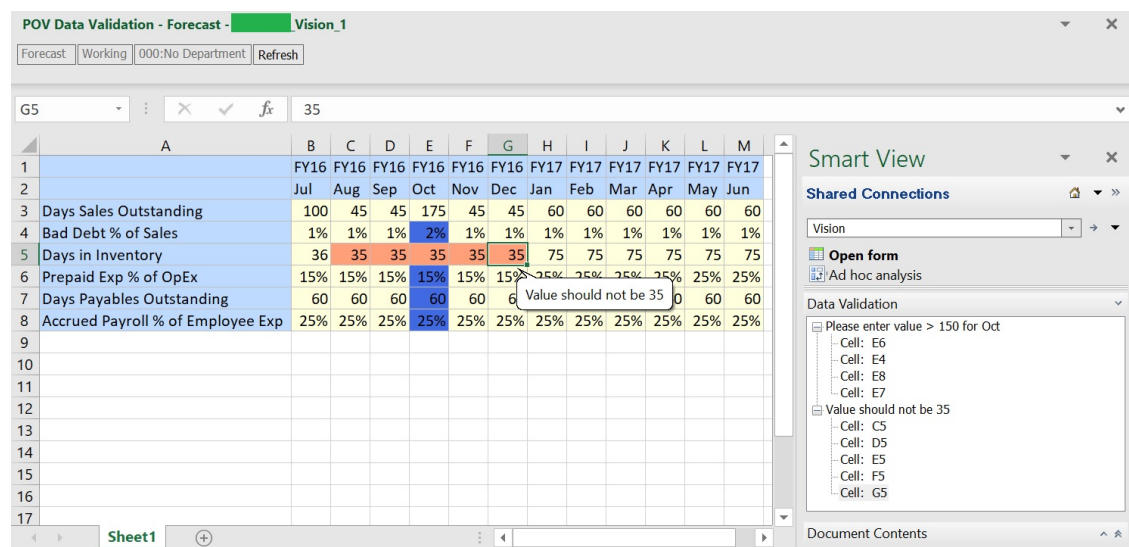 POV Data Validation - Forecast - _Vision_1
Forecast Working 000:No Department Refresh
G5 fx 35
A B C D E F G H I J K L M
1 FY16 FY16 FY16 FY16 FY16 FY16 FY17 FY17 FY17 FY17 FY17 FY17
2 Jul Aug Sep Oct Nov Dec Jan Feb Mar Apr May Jun
3 Days Sales Outstanding 100 45 45 175 45 45 60 60 60 60 60 60
4 Bad Debt % of Sales 1% 1% 1% 2% 1% 1% 1% 1% 1% 1% 1% 1%
5 Days in Inventory 36 35 35 35 35 35 75 75 75 75 75 75
6 Prepaid Exp % of OpEx 15% 15% 15% 15% 15% 15% 25% 25% 25% 25% 25% 25%
7 Days Payables Outstanding 60 60 60 60 60 6 0 60 60
Value should not be 35
8 Accrued Payroll % of Employee Exp 25% 25% 25% 25% 25% 25% 25% 25% 25% 25% 25% 25%
9
10
11
12
13
14
15
16
17
Sheet1
Smart View
Shared Connections
Vision
Open form
Ad hoc analysis
Data Validation
Please enter value > 150 for Oct
Cell: E6
Cell: E4
Cell: E8
Cell: E7
Value should not be 35
Cell: C5
Cell: D5
Cell: E5
Cell: F5
Cell: G5
Document Contents